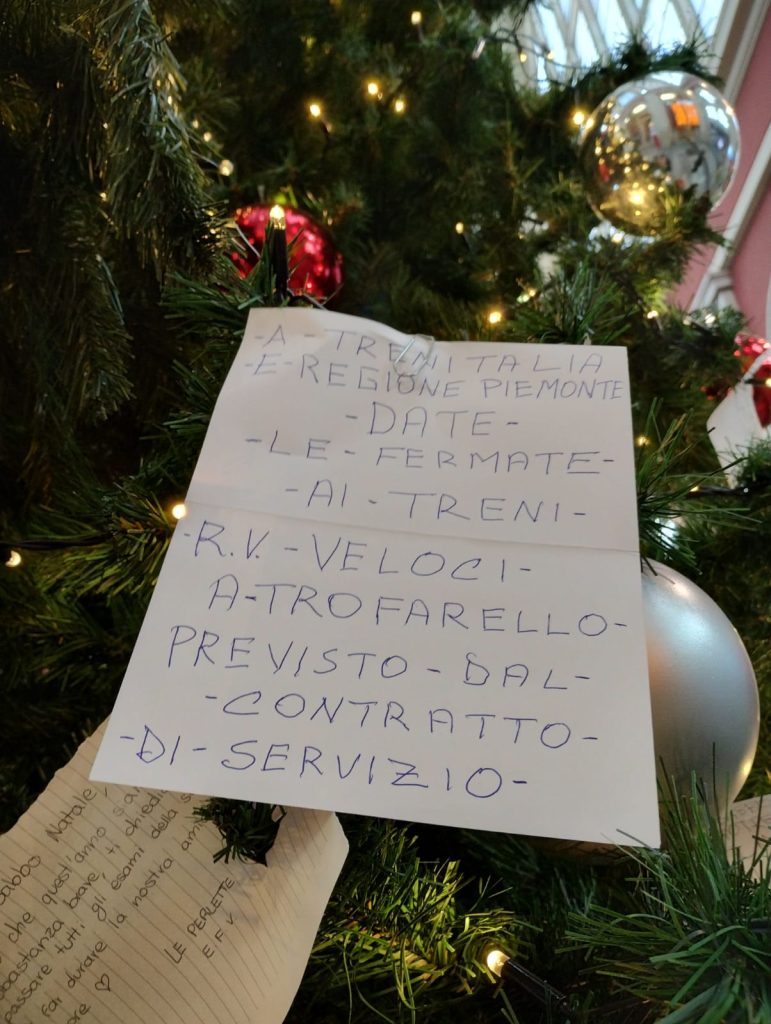 -A-TRENITALIA
-E-REGIONE PIEMONTE
-DATE-
-LE-FERMATE-
-AI-TRENI-
-R.V.-VELOCI-
A-TROFARELLO-
PREVISTO-DAL-
-CONTRATTO-
-DI-SERVIZIO-
Natale,
che quest'anno
brave, ti
passare tutti gli esami della
far durare la nostra
♡
LE PERLETTE
E F V